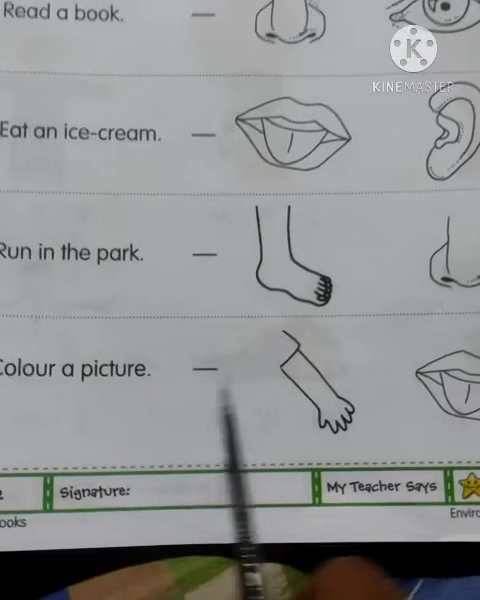 Read a book. —
K
KINEMASTER
Eat an ice-cream. —
Run in the park. —
Colour a picture. —
2 Signature: My Teacher Says
ooks Enviro